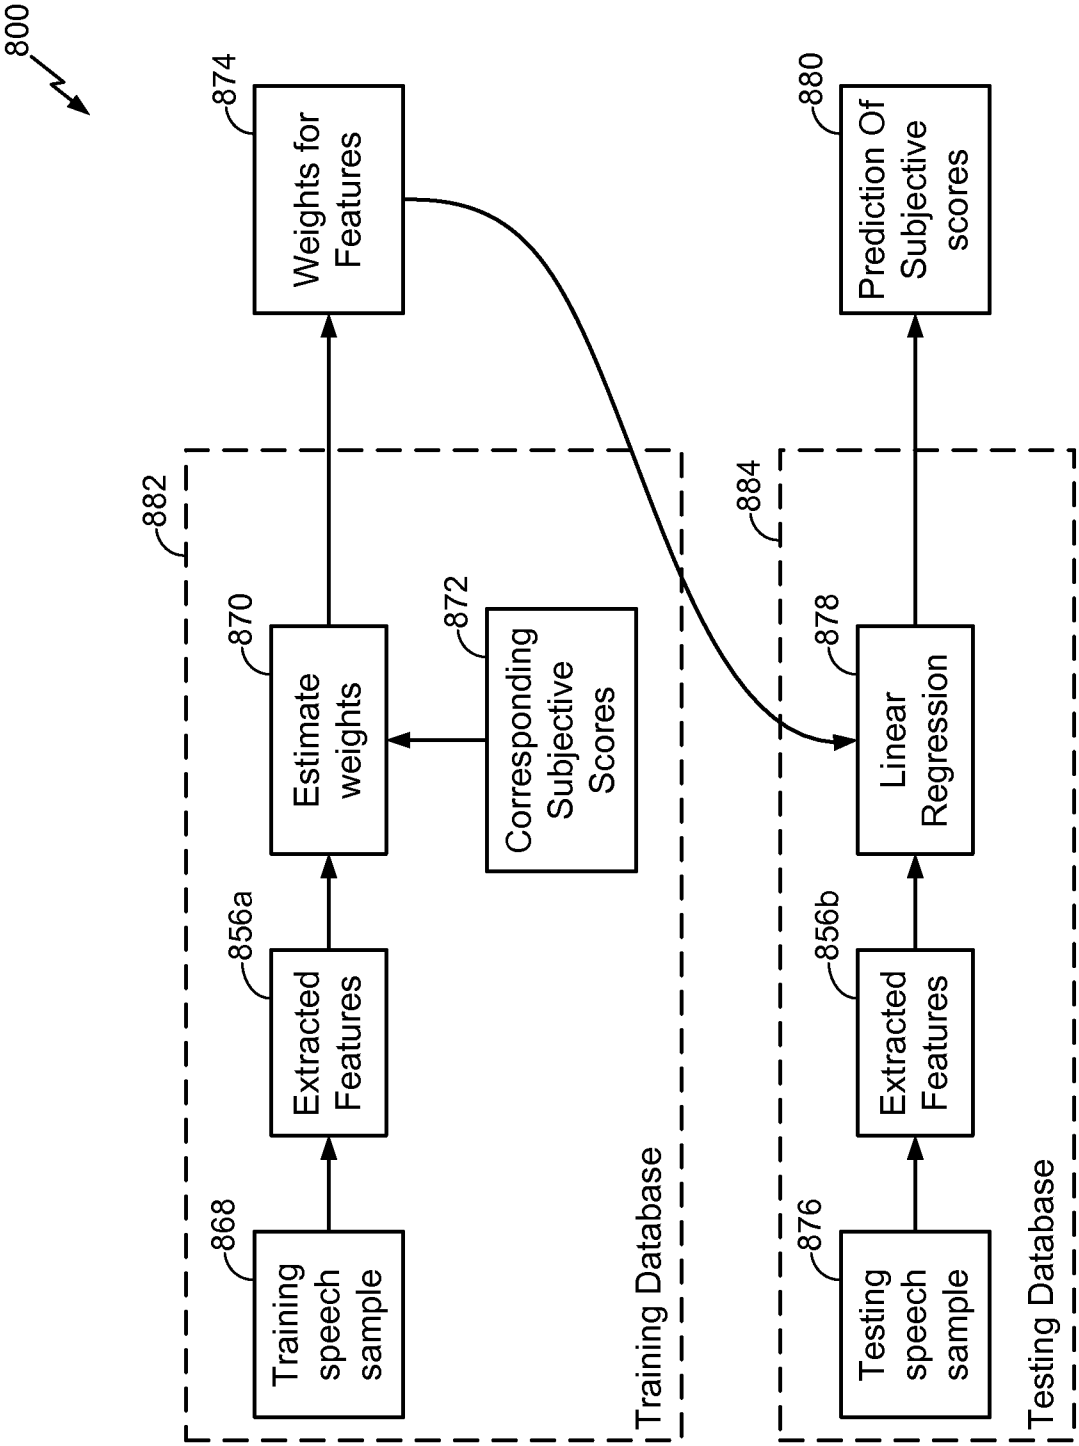 800
882
868
Training
speech
sample
856a
Extracted
Features
870
Estimate
weights
874
Weights for
Features
872
Corresponding
Subjective
Scores
Training Database
884
876
Testing
speech
sample
856b
Extracted
Features
878
Linear
Regression
880
Prediction Of
Subjective
scores
Testing Database